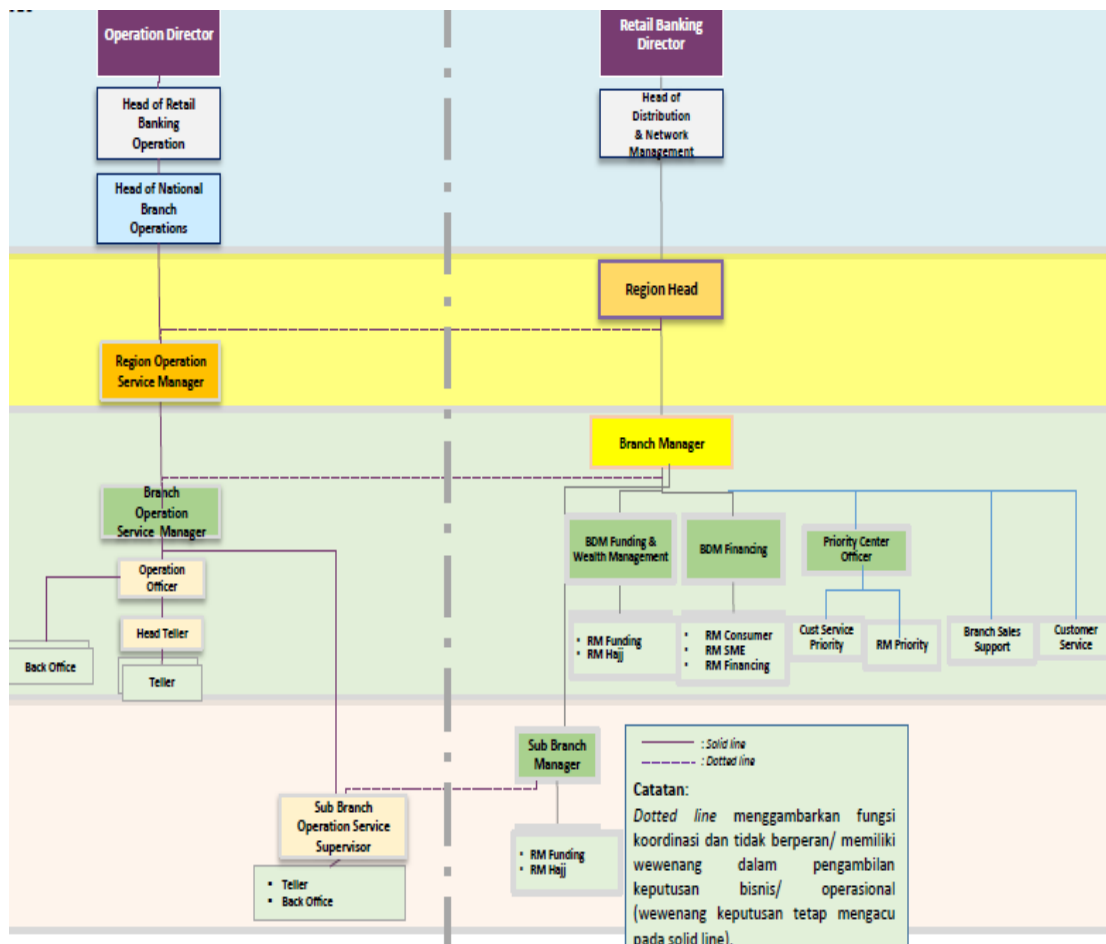 Operation Director
Retail Banking
Director
Head of Retail
Banking
Operation
Head of
Distribution
& Network
Management
Head of National
Branch
Operations
Region Head
Region Operation
Service Manager
Branch Manager
Branch
Operation
Service Manager
BDM Funding &
Wealth Management
BDM Financing
Priority Center
Officer
Operation
Officer
Head Teller
Back Office
Teller
• RM Funding
• RM Hajj
• RM Consumer
• RM SME
• RM Financing
Cust Service
Priority
RM Priority
Branch Sales
Support
Customer
Service
Sub Branch
Manager
: Solid line
: Dotted line
Catatan:
Dotted line menggambarkan fungsi
koordinasi dan tidak berperan/ memiliki
wewenang dalam pengambilan
keputusan bisnis/ operasional
(wewenang keputusan tetap mengacu
pada solid line).
Sub Branch
Operation Service
Supervisor
• RM Funding
• RM Hajj
• Teller
• Back Office